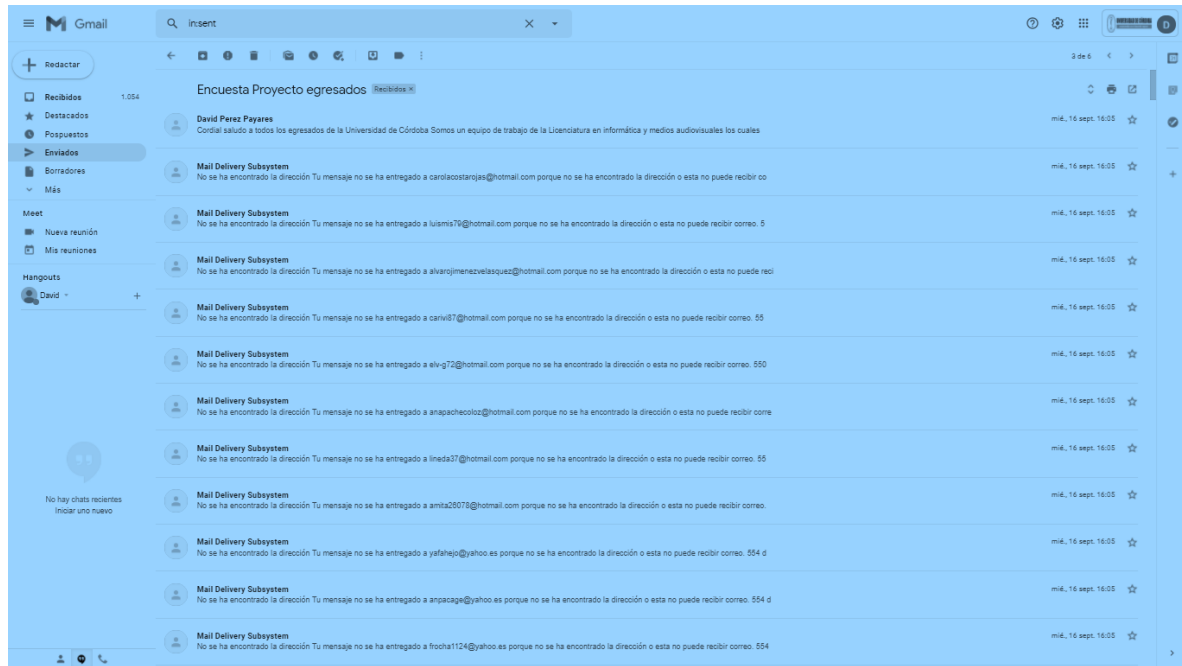 Gmail
in:sent
D
Redactar
3 de 6
Recibidos 1.054
Destacados
Pospuestos
Enviados
Borradores
Más
Meet
Nueva reunión
Mis reuniones
Hangouts
David
No hay chats recientes
Iniciar uno nuevo
Encuesta Proyecto egresados Recibidos ×
David Perez Payares mié., 16 sept. 16:05
Cordial saludo a todos los egresados de la Universidad de Córdoba Somos un equipo de trabajo de la Licenciatura en informática y medios audiovisuales los cuales
Mail Delivery Subsystem mié., 16 sept. 16:05
No se ha encontrado la dirección Tu mensaje no se ha entregado a carolacostarojas@hotmail.com porque no se ha encontrado la dirección o esta no puede recibir co
Mail Delivery Subsystem mié., 16 sept. 16:05
No se ha encontrado la dirección Tu mensaje no se ha entregado a luismis79@hotmail.com porque no se ha encontrado la dirección o esta no puede recibir correo. 5
Mail Delivery Subsystem mié., 16 sept. 16:05
No se ha encontrado la dirección Tu mensaje no se ha entregado a alvarojimenezvelasquez@hotmail.com porque no se ha encontrado la dirección o esta no puede reci
Mail Delivery Subsystem mié., 16 sept. 16:05
No se ha encontrado la dirección Tu mensaje no se ha entregado a carivi87@hotmail.com porque no se ha encontrado la dirección o esta no puede recibir correo. 55
Mail Delivery Subsystem mié., 16 sept. 16:05
No se ha encontrado la dirección Tu mensaje no se ha entregado a elv-g72@hotmail.com porque no se ha encontrado la dirección o esta no puede recibir correo. 550
Mail Delivery Subsystem mié., 16 sept. 16:05
No se ha encontrado la dirección Tu mensaje no se ha entregado a anapachecoloz@hotmail.com porque no se ha encontrado la dirección o esta no puede recibir corre
Mail Delivery Subsystem mié., 16 sept. 16:05
No se ha encontrado la dirección Tu mensaje no se ha entregado a lineda37@hotmail.com porque no se ha encontrado la dirección o esta no puede recibir correo. 55
Mail Delivery Subsystem mié., 16 sept. 16:05
No se ha encontrado la dirección Tu mensaje no se ha entregado a amita26078@hotmail.com porque no se ha encontrado la dirección o esta no puede recibir correo.
Mail Delivery Subsystem mié., 16 sept. 16:05
No se ha encontrado la dirección Tu mensaje no se ha entregado a yafahejo@yahoo.es porque no se ha encontrado la dirección o esta no puede recibir correo. 554 d
Mail Delivery Subsystem mié., 16 sept. 16:05
No se ha encontrado la dirección Tu mensaje no se ha entregado a anpacage@yahoo.es porque no se ha encontrado la dirección o esta no puede recibir correo. 554 d
Mail Delivery Subsystem mié., 16 sept. 16:05
No se ha encontrado la dirección Tu mensaje no se ha entregado a frocha1124@yahoo.es porque no se ha encontrado la dirección o esta no puede recibir correo. 554